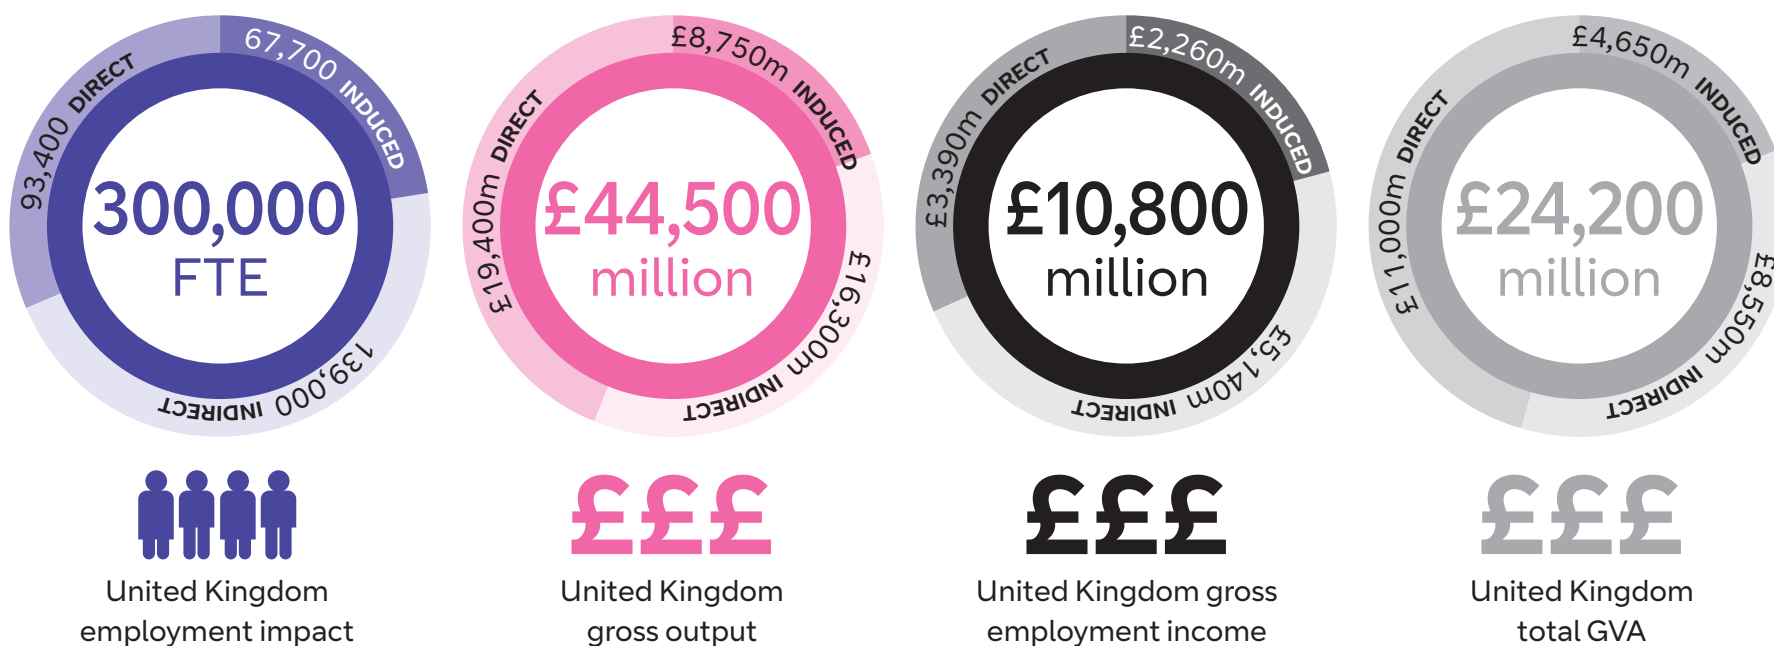 93,400 DIRECT
67,700 INDUCED
139,000 INDIRECT
300,000
FTE
United Kingdom
employment impact
£19,400m DIRECT
£8,750m INDUCED
£16,300m INDIRECT
£44,500
million
£££
United Kingdom
gross output
£3,390m DIRECT
£2,260m INDUCED
£5,140m INDIRECT
£10,800
million
£££
United Kingdom gross
employment income
£11,000m DIRECT
£4,650m INDUCED
£8,550m INDIRECT
£24,200
million
£££
United Kingdom
total GVA